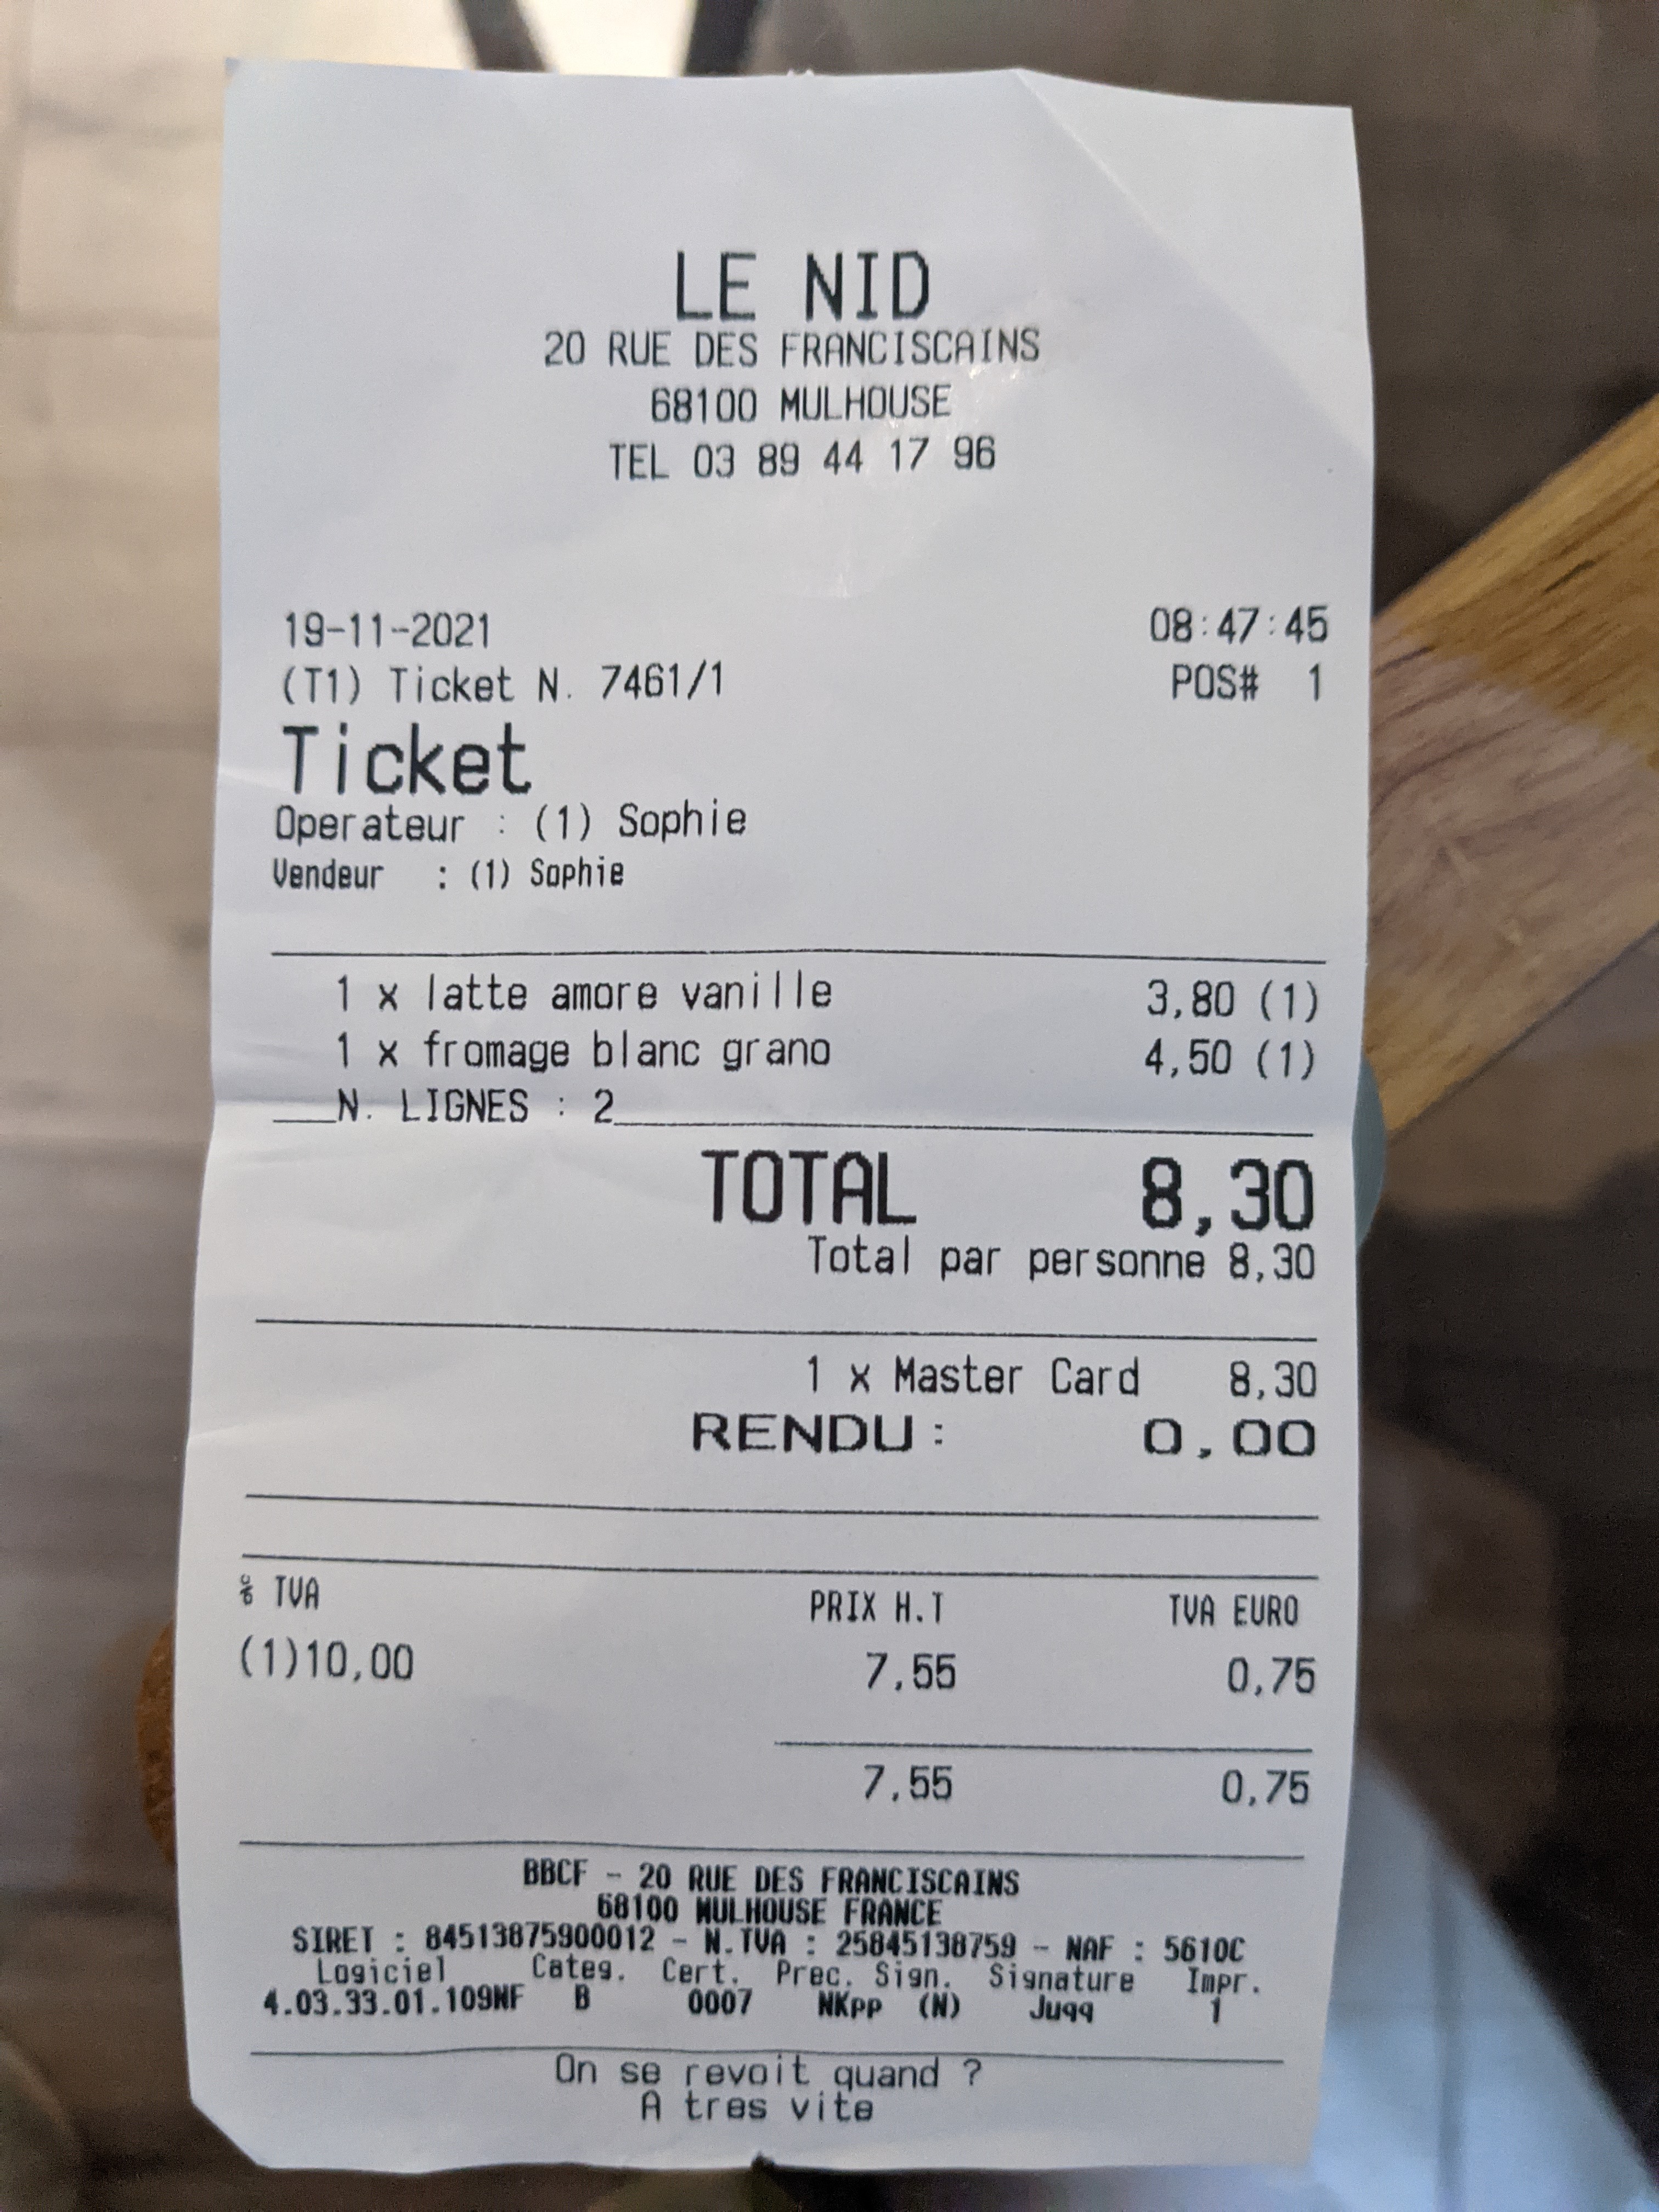 LE NID
20 RUE DES FRANCISCAINS
68100 MULHOUSE
TEL 03 89 44 17 96
19-11-2021 08:47:45
(T1) Ticket N. 7461/1 POS# 1
Ticket
Operateur : (1) Sophie
Vendeur : (1) Sophie
1 x latte amore vanille 3,80 (1)
1 x fromage blanc grano 4,50 (1)
N. LIGNES : 2
TOTAL 8,30
Total par personne 8,30
1 x Master Card 8,30
RENDU : 0,00
% TVA PRIX H.T TVA EURO
(1)10,00 7,55 0,75
7,55 0,75
BBCF - 20 RUE DES FRANCISCAINS
68100 MULHOUSE FRANCE
SIRET : 84513875900012 - N.TVA : 25845138759 - NAF : 5610C
Logiciel Categ. Cert. Prec. Sign. Signature Impr.
4.03.33.01.109NF B 0007 NKpp (N) Juqq 1
On se revoit quand ?
A tres vite